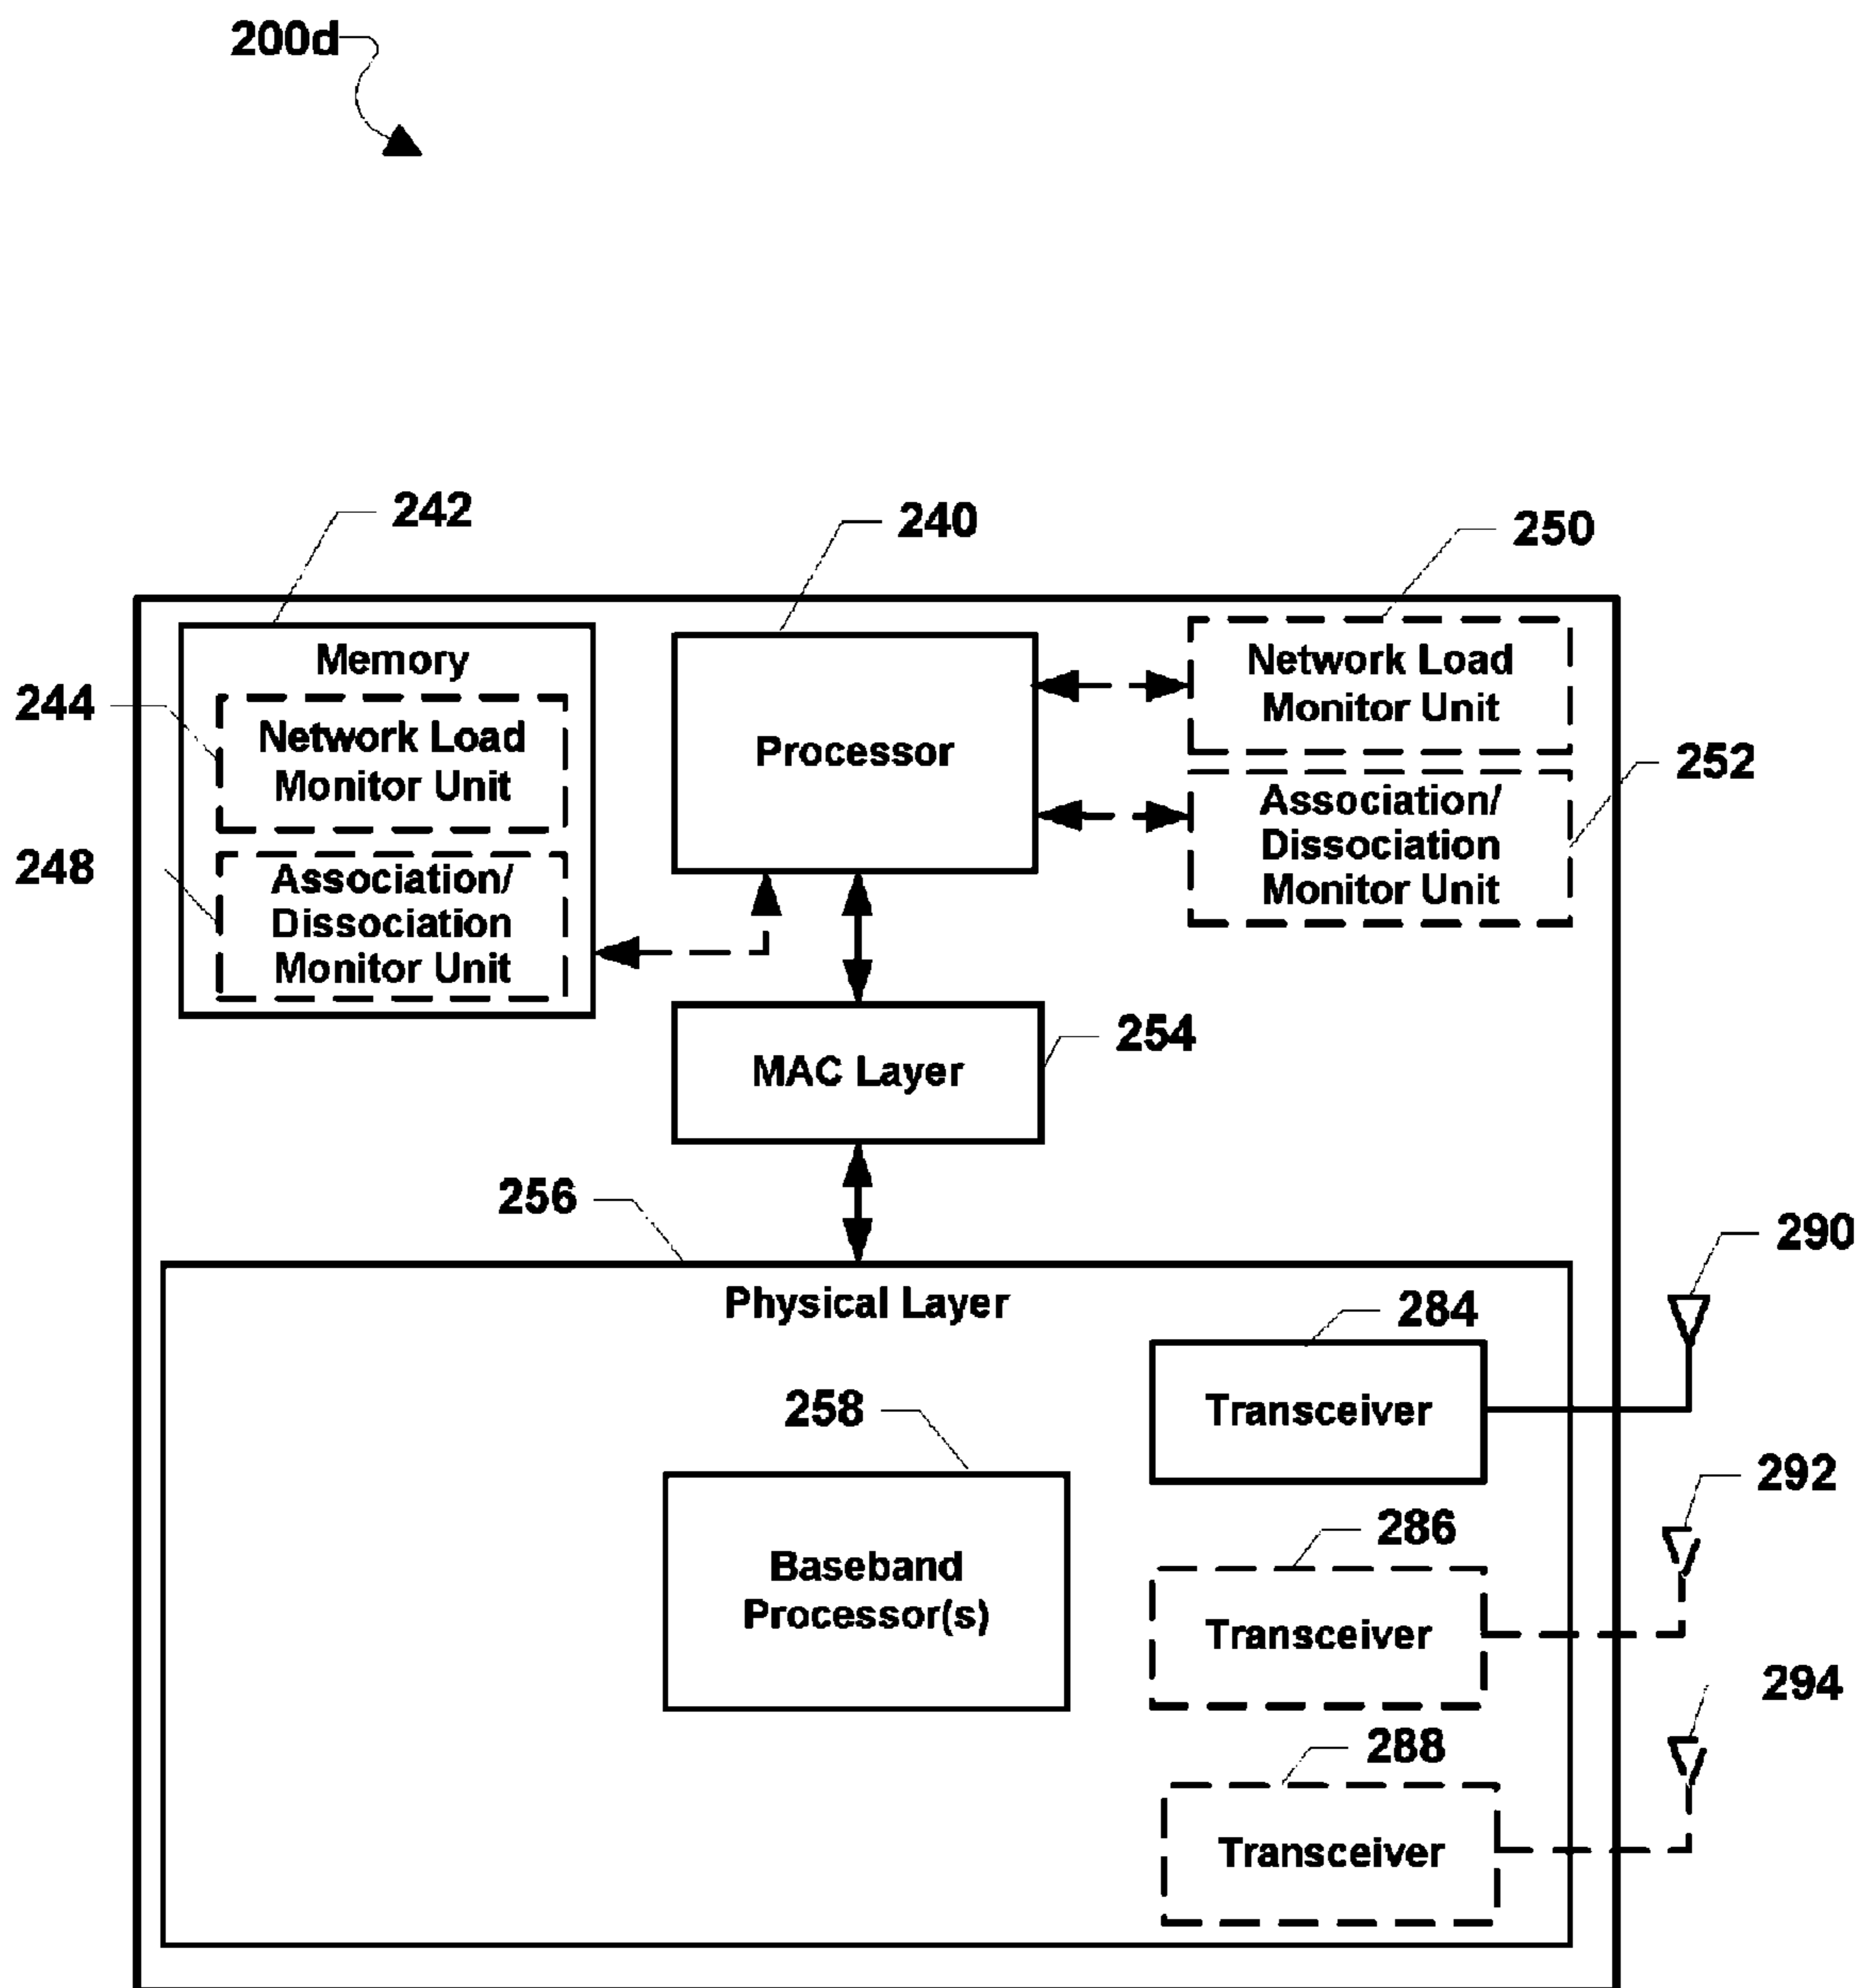 200d
242
240
250
Memory
244
Network Load
Monitor Unit
248
Association/
Dissociation
Monitor Unit
Processor
Network Load
Monitor Unit
252
Association/
Dissociation
Monitor Unit
MAC Layer
254
256
Physical Layer
290
284
Transceiver
258
Baseband
Processor(s)
292
286
Transceiver
294
288
Transceiver